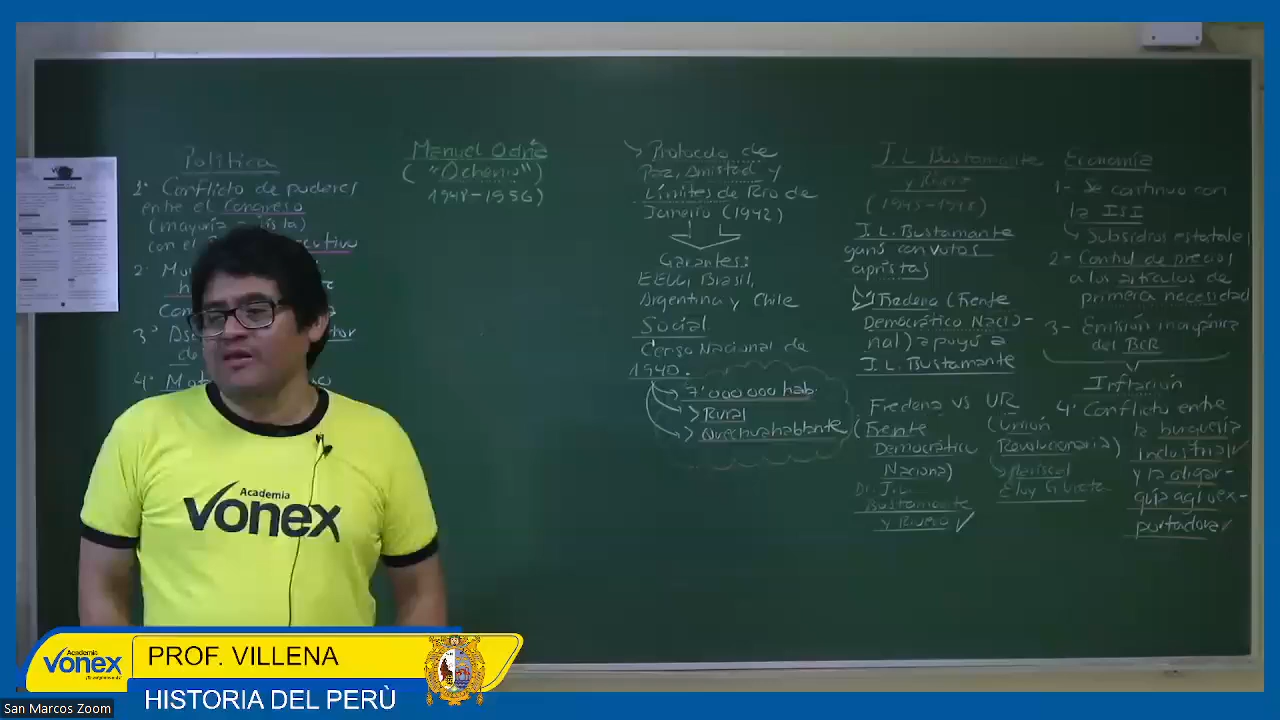 Política
1° Conflicto de poderes
entre el Congreso
(mayoría
con el
2°
3°
de
4°
Manuel Odría
("Ochenio")
1948-1956)
Protocolo de
Paz, Amistad y
Límites de Río de
Janeiro (1942)
Garantes:
EEUU, Brasil,
Argentina y Chile
Social
Censo Nacional de
1940.
7'000 000 hab.
> Rural
> Quechuahablante
J. L Bustamante
y Rivero
(1945-1948)
J. L. Bustamante
ganó con votos
apristas
Fredena (Frente
Democrático Nacio-
nal) apoyó a
J. L. Bustamante
Fredena vs UR
(Frente
Democrático
Nacional)
Dr. J. L
Bustamante
y Rivero ✓
(Unión
Revolucionaria)
Mariscal
Eloy G. Ureta
Economía
1- Se continuo con
la ISI
Subsidios estatales
2- Control de precios
a los artículos de
primera necesidad
3- Emisión inorgánica
del BCR
Inflación
4° Conflicto entre
la burguesía
industrial ✓
y la oligar-
quía agroex-
portadora ✓
Academia
vonex
Academia
vonex
PROF. VILLENA
HISTORIA DEL PERÙ
San Marcos Zoom